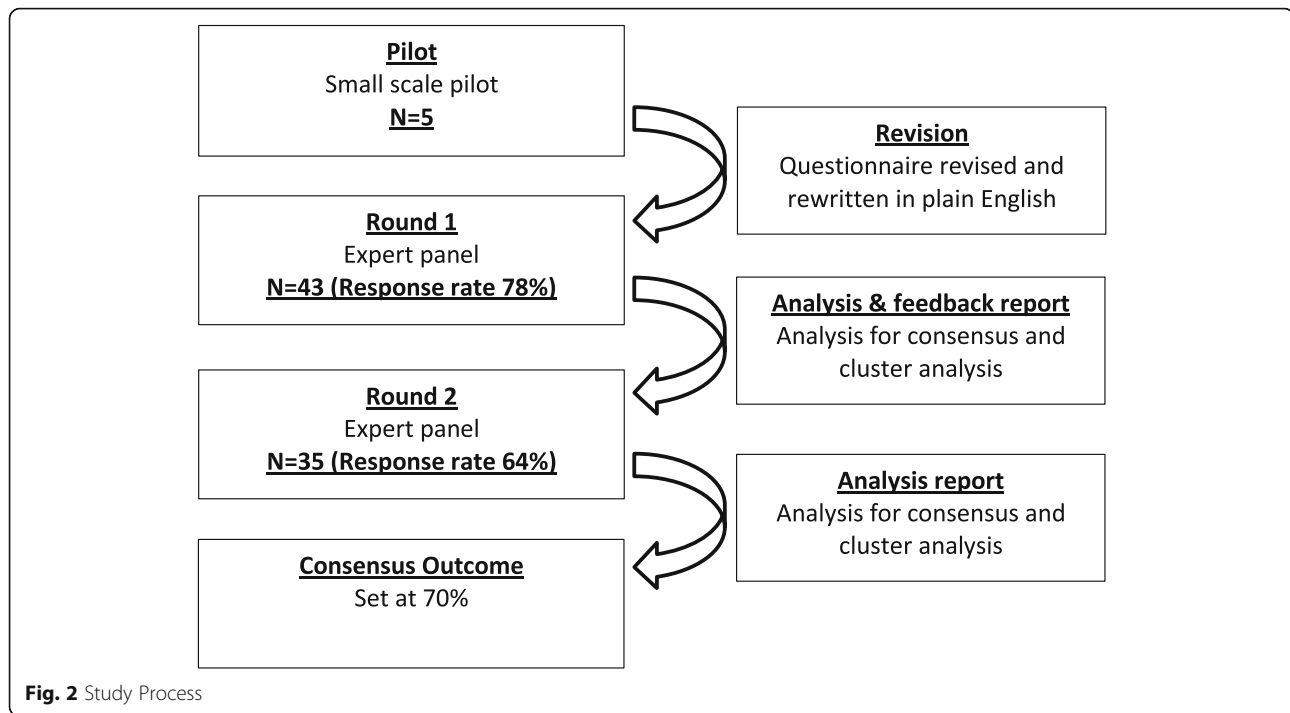 Pilot
Small scale pilot
N=5
Revision
Questionnaire revised and
rewritten in plain English
Round 1
Expert panel
N=43 (Response rate 78%)
Analysis & feedback report
Analysis for consensus and
cluster analysis
Round 2
Expert panel
N=35 (Response rate 64%)
Analysis report
Analysis for consensus and
cluster analysis
Consensus Outcome
Set at 70%
Fig. 2 Study Process